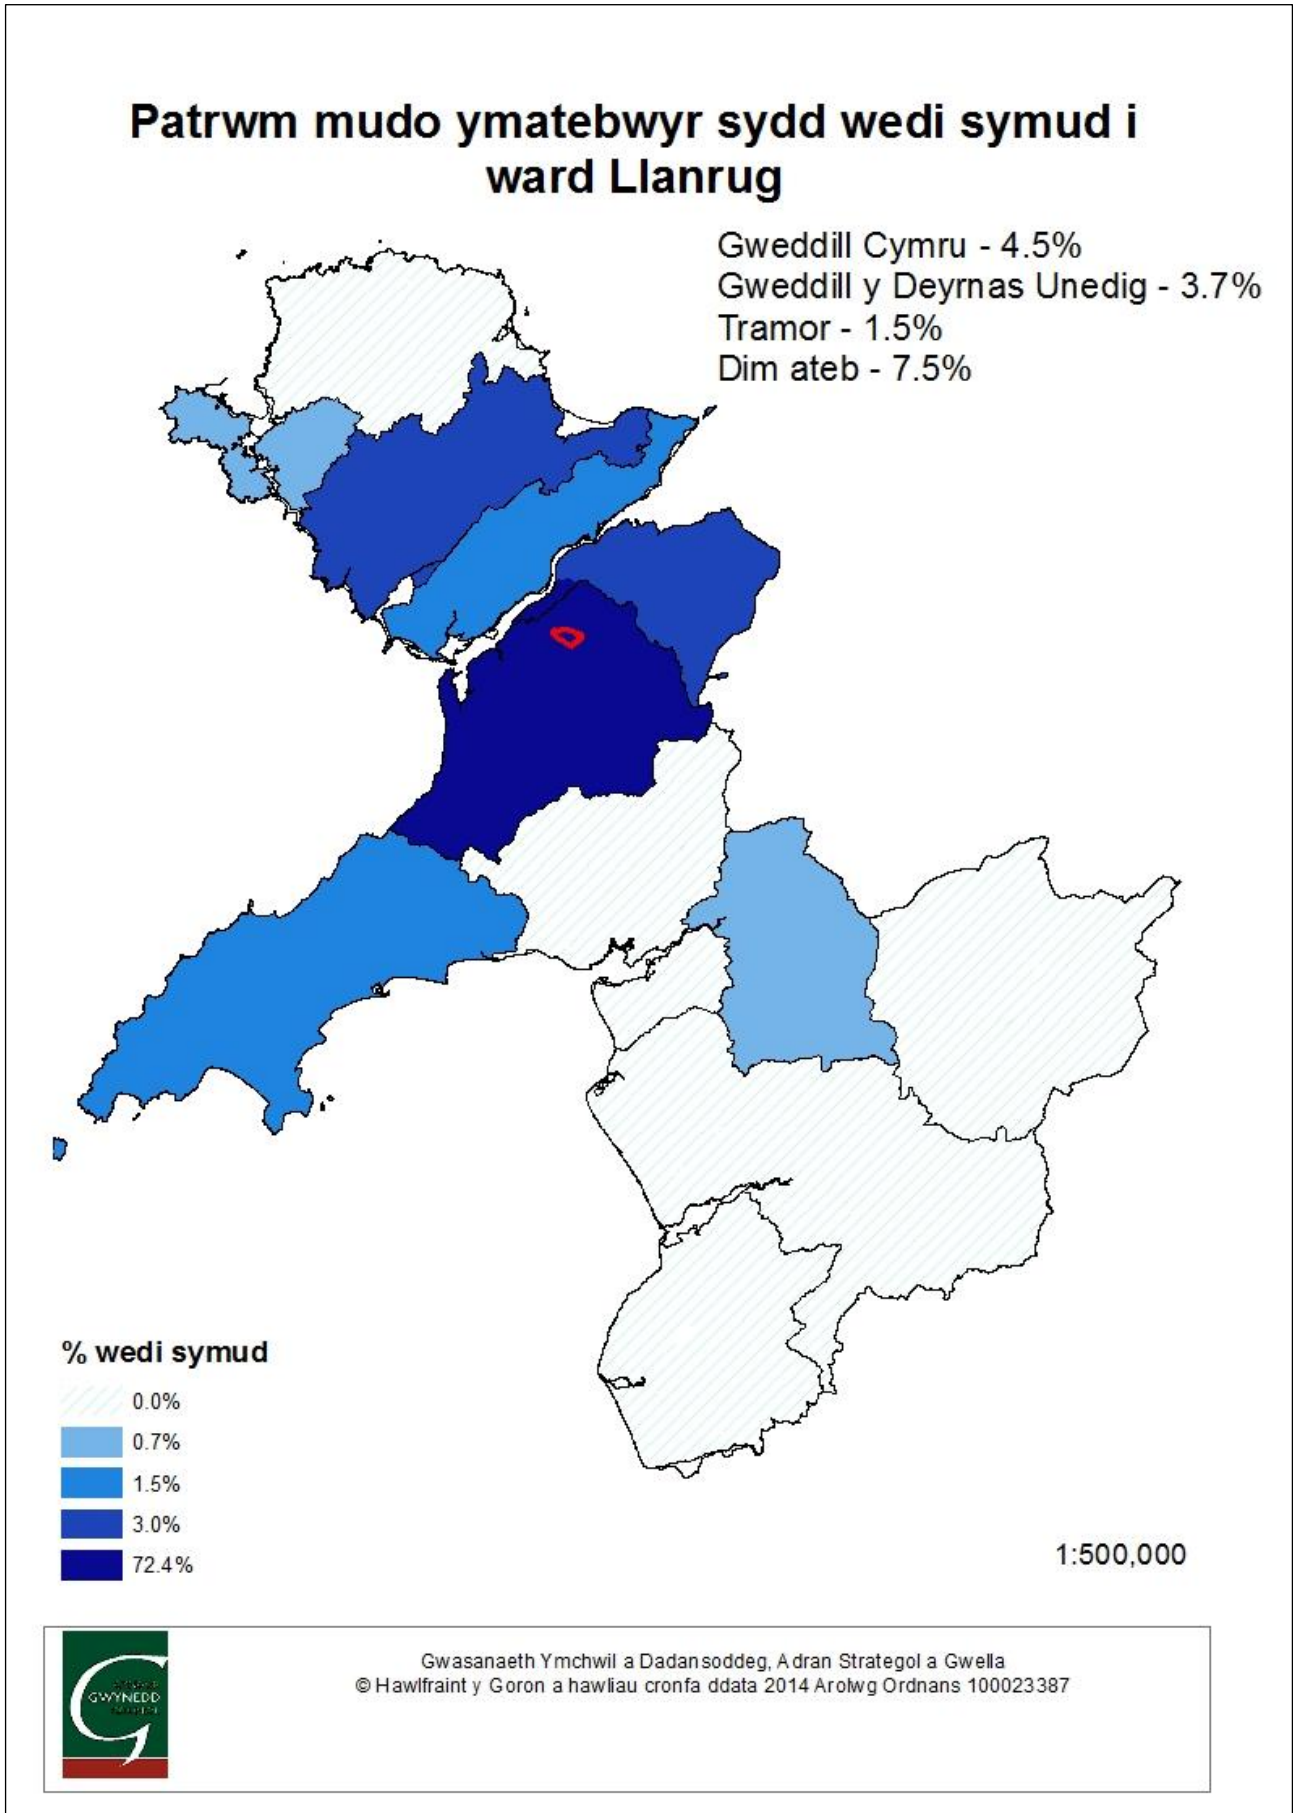 Patrwm mudo ymatebwyr sydd wedi symud i
ward Llanrug
Gweddill Cymru - 4.5%
Gweddill y Deyrnas Unedig - 3.7%
Tramor - 1.5%
Dim ateb - 7.5%
% wedi symud
0.0%
0.7%
1.5%
3.0%
72.4%
1:500,000
GWYNEDD
Gwasanaeth Ymchwil a Dadansoddeg, Adran Strategol a Gwella
© Hawlfraint y Goron a hawliau cronfa ddata 2014 Arolwg Ordnans 100023387